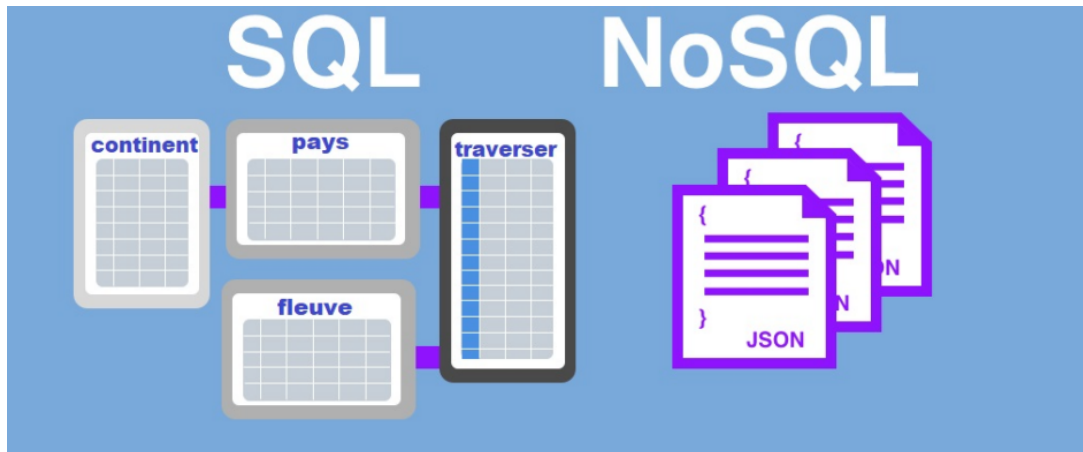 SQL
NoSQL
continent
pays
traverser
fleuve
{
{
}
JSON